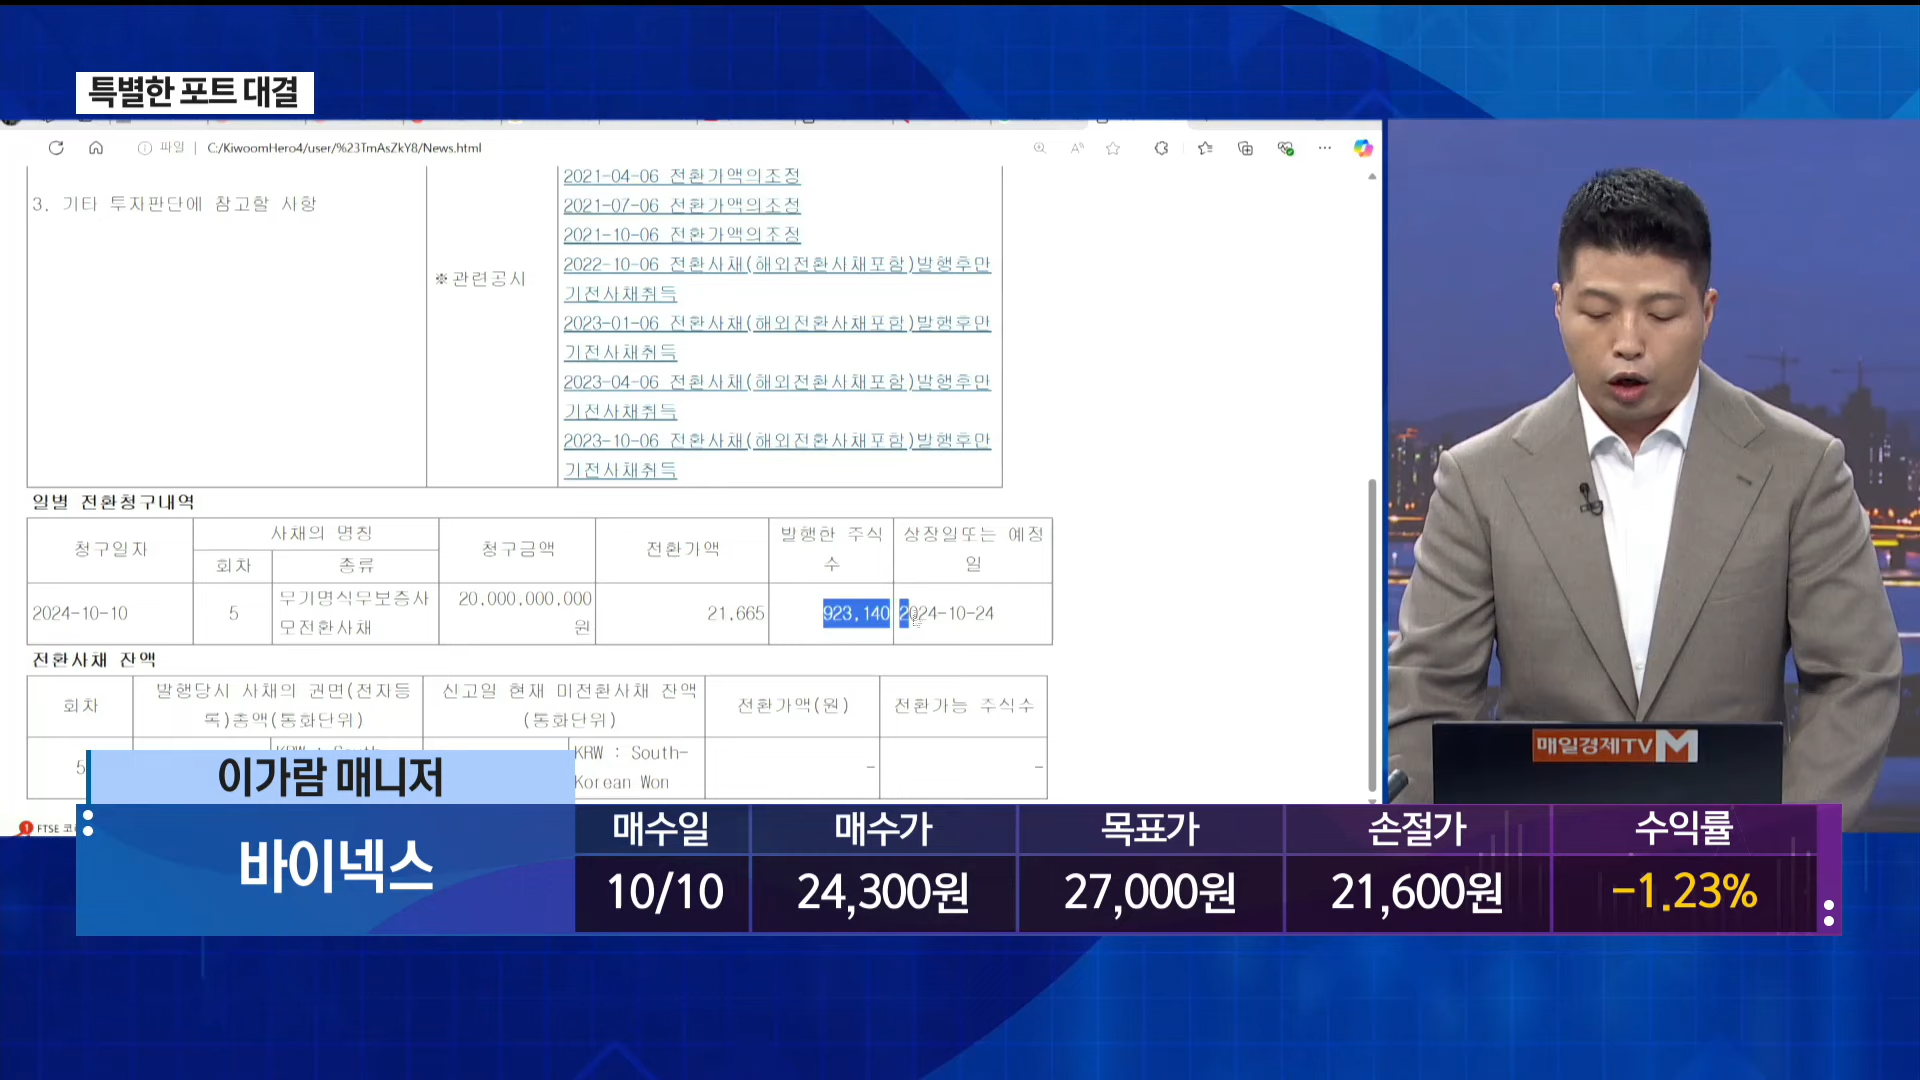 특별한 포트 대결
파일
C:/KiwoomHero4/user/%23TmAsZkY8/News.html
3. 기타 투자판단에 참고할 사항
※관련공시
2021-04-06 전환가액의조정
2021-07-06 전환가액의조정
2021-10-06 전환가액의조정
2022-10-06 전환사채(해외전환사채포함)발행후만
기전사채취득
2023-01-06 전환사채(해외전환사채포함)발행후만
기전사채취득
2023-04-06 전환사채(해외전환사채포함)발행후만
기전사채취득
2023-10-06 전환사채(해외전환사채포함)발행후만
기전사채취득
일별 전환청구내역
청구일자
사채의 명칭
회차
종류
청구금액
전환가액
발행한 주식
수
상장일또는 예정
일
2024-10-10
5
무기명식무보증사
모전환사채
20,000,000,000
원
21,665
923,140
2024-10-24
전환사채 잔액
회차
발행당시 사채의 권면(전자등
록)총액(통화단위)
신고일 현재 미전환사채 잔액
(통화단위)
전환가액(원)
전환가능 주식수
5
KRW : South-
Korean Won
-
-
FTSE
매일경제TV M
이가람 매니저
바이넥스
매수일
매수가
목표가
손절가
수익률
10/10
24,300원
27,000원
21,600원
-1.23%